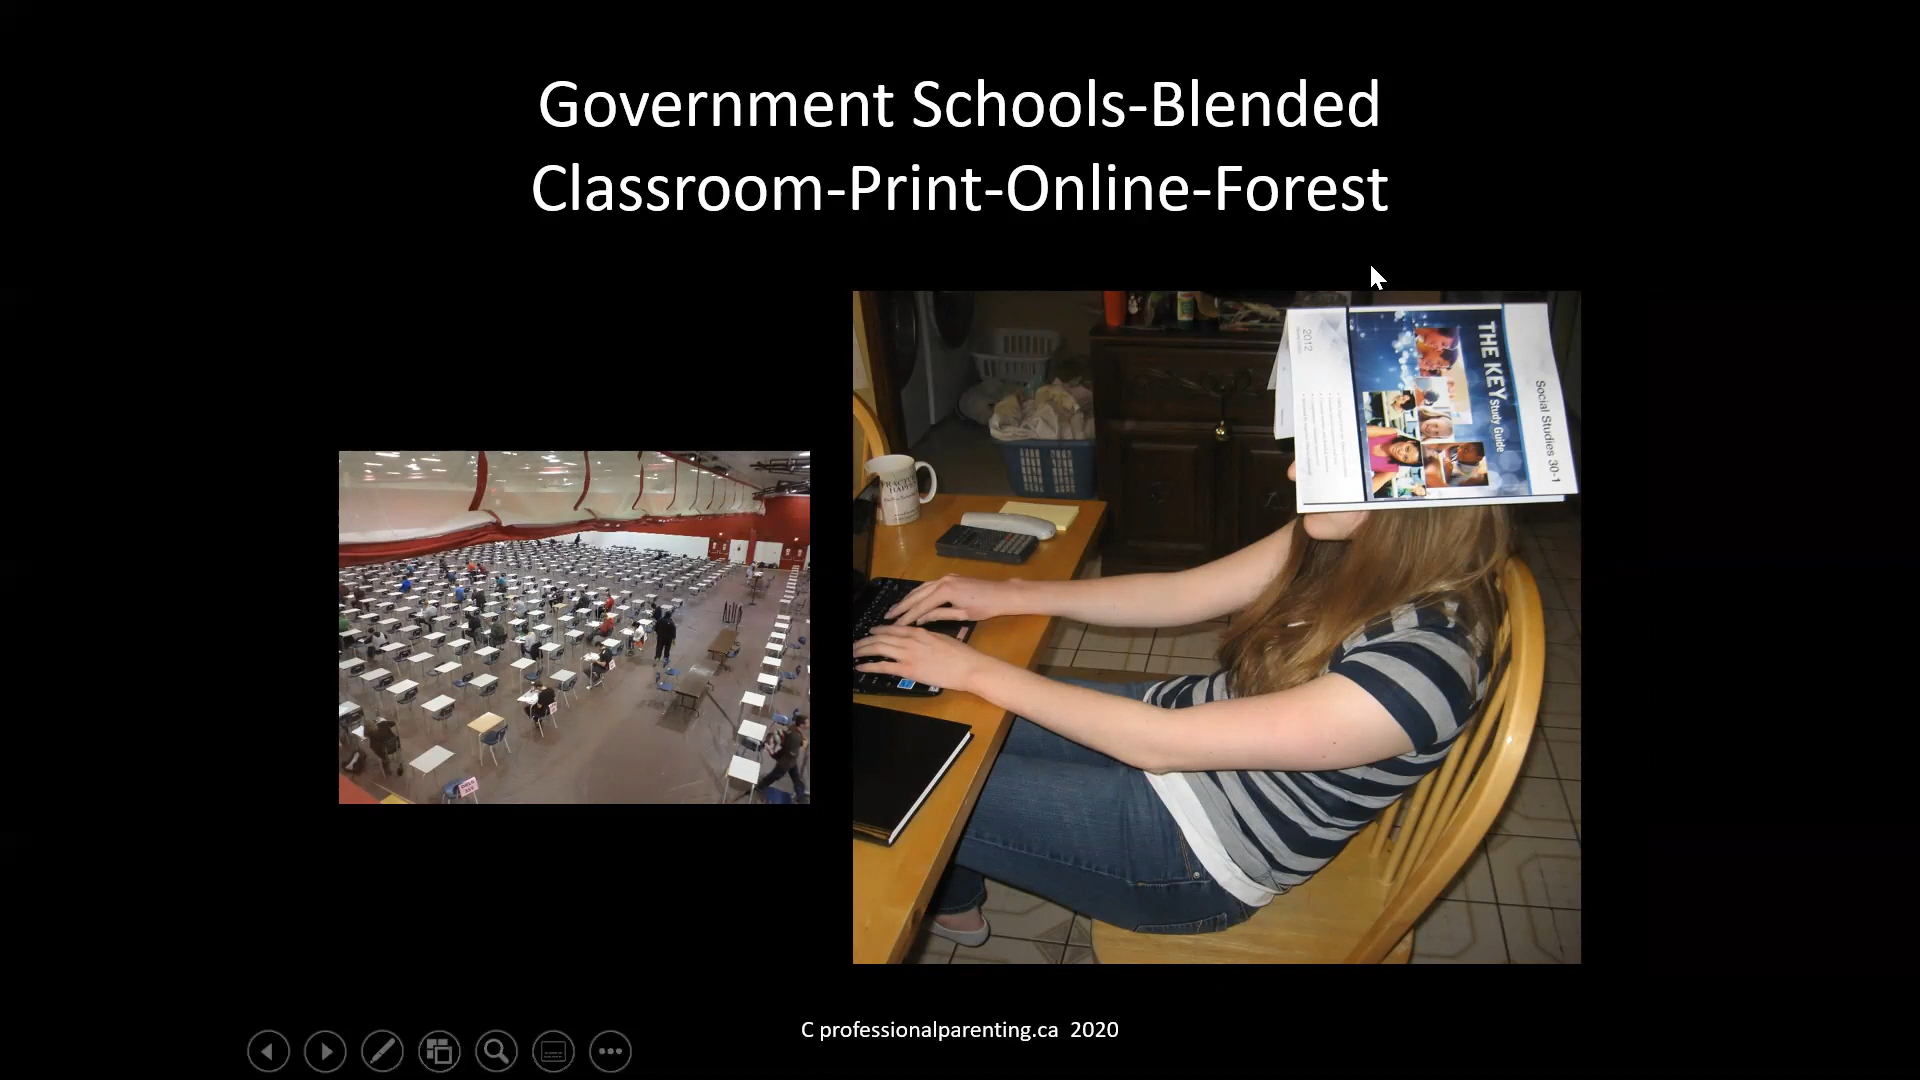 Government Schools-Blended
Classroom-Print-Online-Forest
Social Studies 30-1
THE KEY Study Guide
2012
C professionalparenting.ca 2020